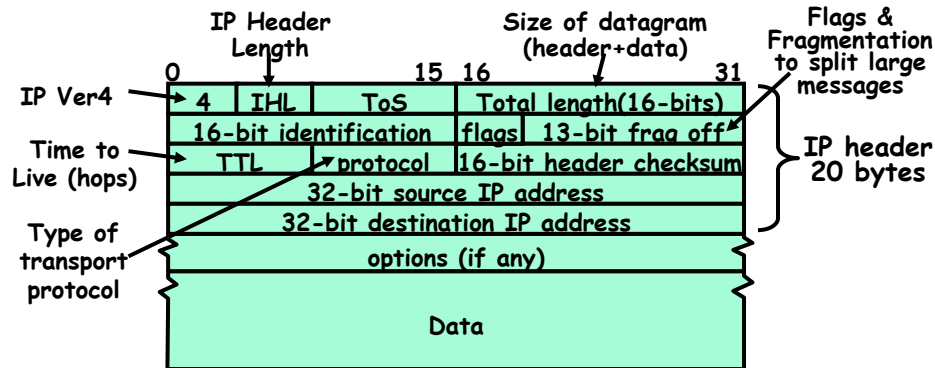 IP Header
Length
Size of datagram
(header+data)
Flags &
Fragmentation
to split large
messages
0
15
16
31
IP Ver4
4
IHL
ToS
Total length(16-bits)
16-bit identification
flags
13-bit frag off
Time to
Live (hops)
TTL
protocol
16-bit header checksum
IP header
20 bytes
32-bit source IP address
32-bit destination IP address
Type of
transport
protocol
options (if any)
Data